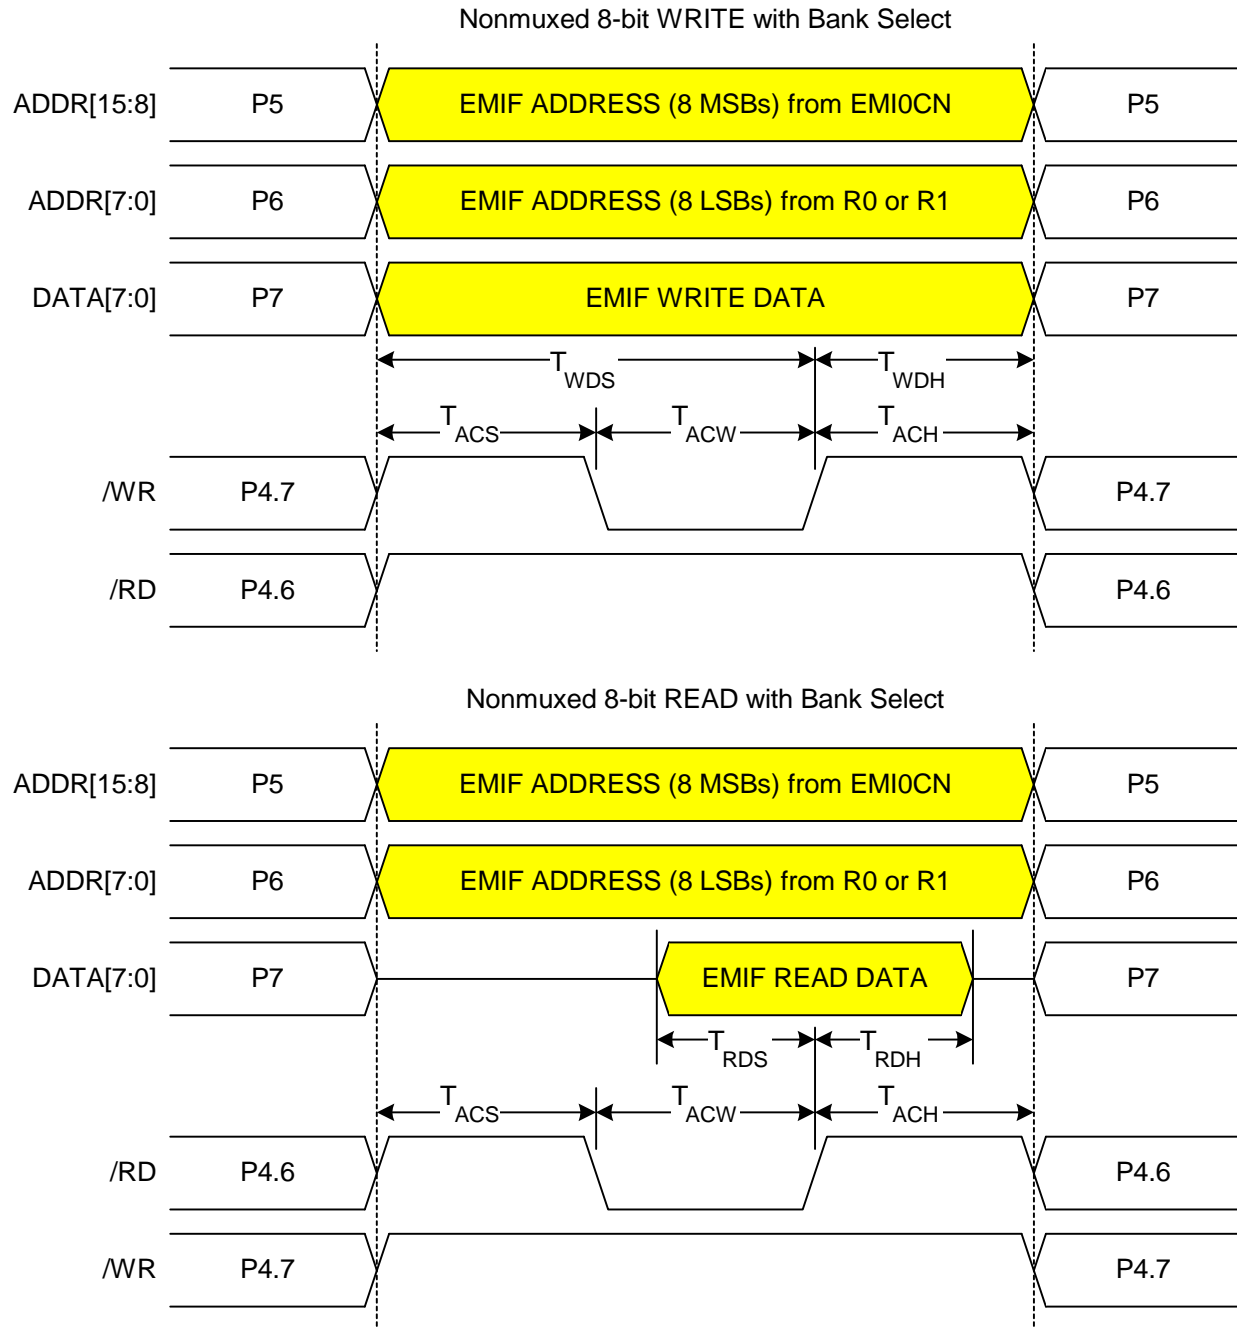 Nonmuxed 8-bit WRITE with Bank Select
ADDR[15:8] P5 EMIF ADDRESS (8 MSBs) from EMI0CN P5
ADDR[7:0] P6 EMIF ADDRESS (8 LSBs) from R0 or R1 P6
DATA[7:0] P7 EMIF WRITE DATA P7
TWDS TWDH
TACS TACW TACH
/WR P4.7 P4.7
/RD P4.6 P4.6
Nonmuxed 8-bit READ with Bank Select
ADDR[15:8] P5 EMIF ADDRESS (8 MSBs) from EMI0CN P5
ADDR[7:0] P6 EMIF ADDRESS (8 LSBs) from R0 or R1 P6
DATA[7:0] P7 EMIF READ DATA P7
TRDS TRDH
TACS TACW TACH
/RD P4.6 P4.6
/WR P4.7 P4.7